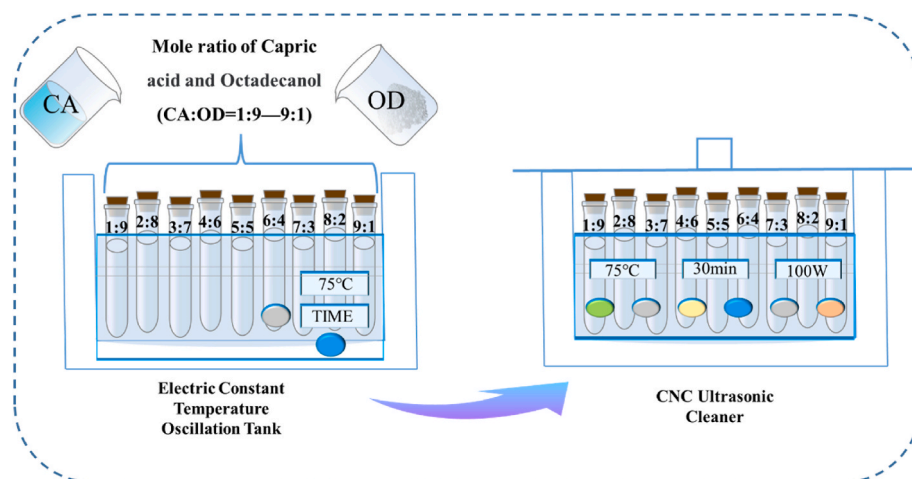 Mole ratio of Capric
acid and Octadecanol
(CA:OD=1:9—9:1)
CA
OD
1:9 2:8 3:7 4:6 5:5 6:4 7:3 8:2 9:1
75℃
TIME
Electric Constant
Temperature
Oscillation Tank
1:9 2:8 3:7 4:6 5:5 6:4 7:3 8:2 9:1
75℃ 30min 100W
CNC Ultrasonic
Cleaner